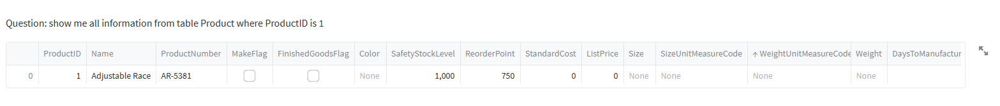 Question: show me all information from table Product where ProductID is 1
ProductID Name ProductNumber MakeFlag FinishedGoodsFlag Color SafetyStockLevel ReorderPoint StandardCost ListPrice Size SizeUnitMeasureCode ↑ WeightUnitMeasureCode Weight DaysToManufactur
0 1 Adjustable Race AR-5381 None 1,000 750 0 0 None None None None